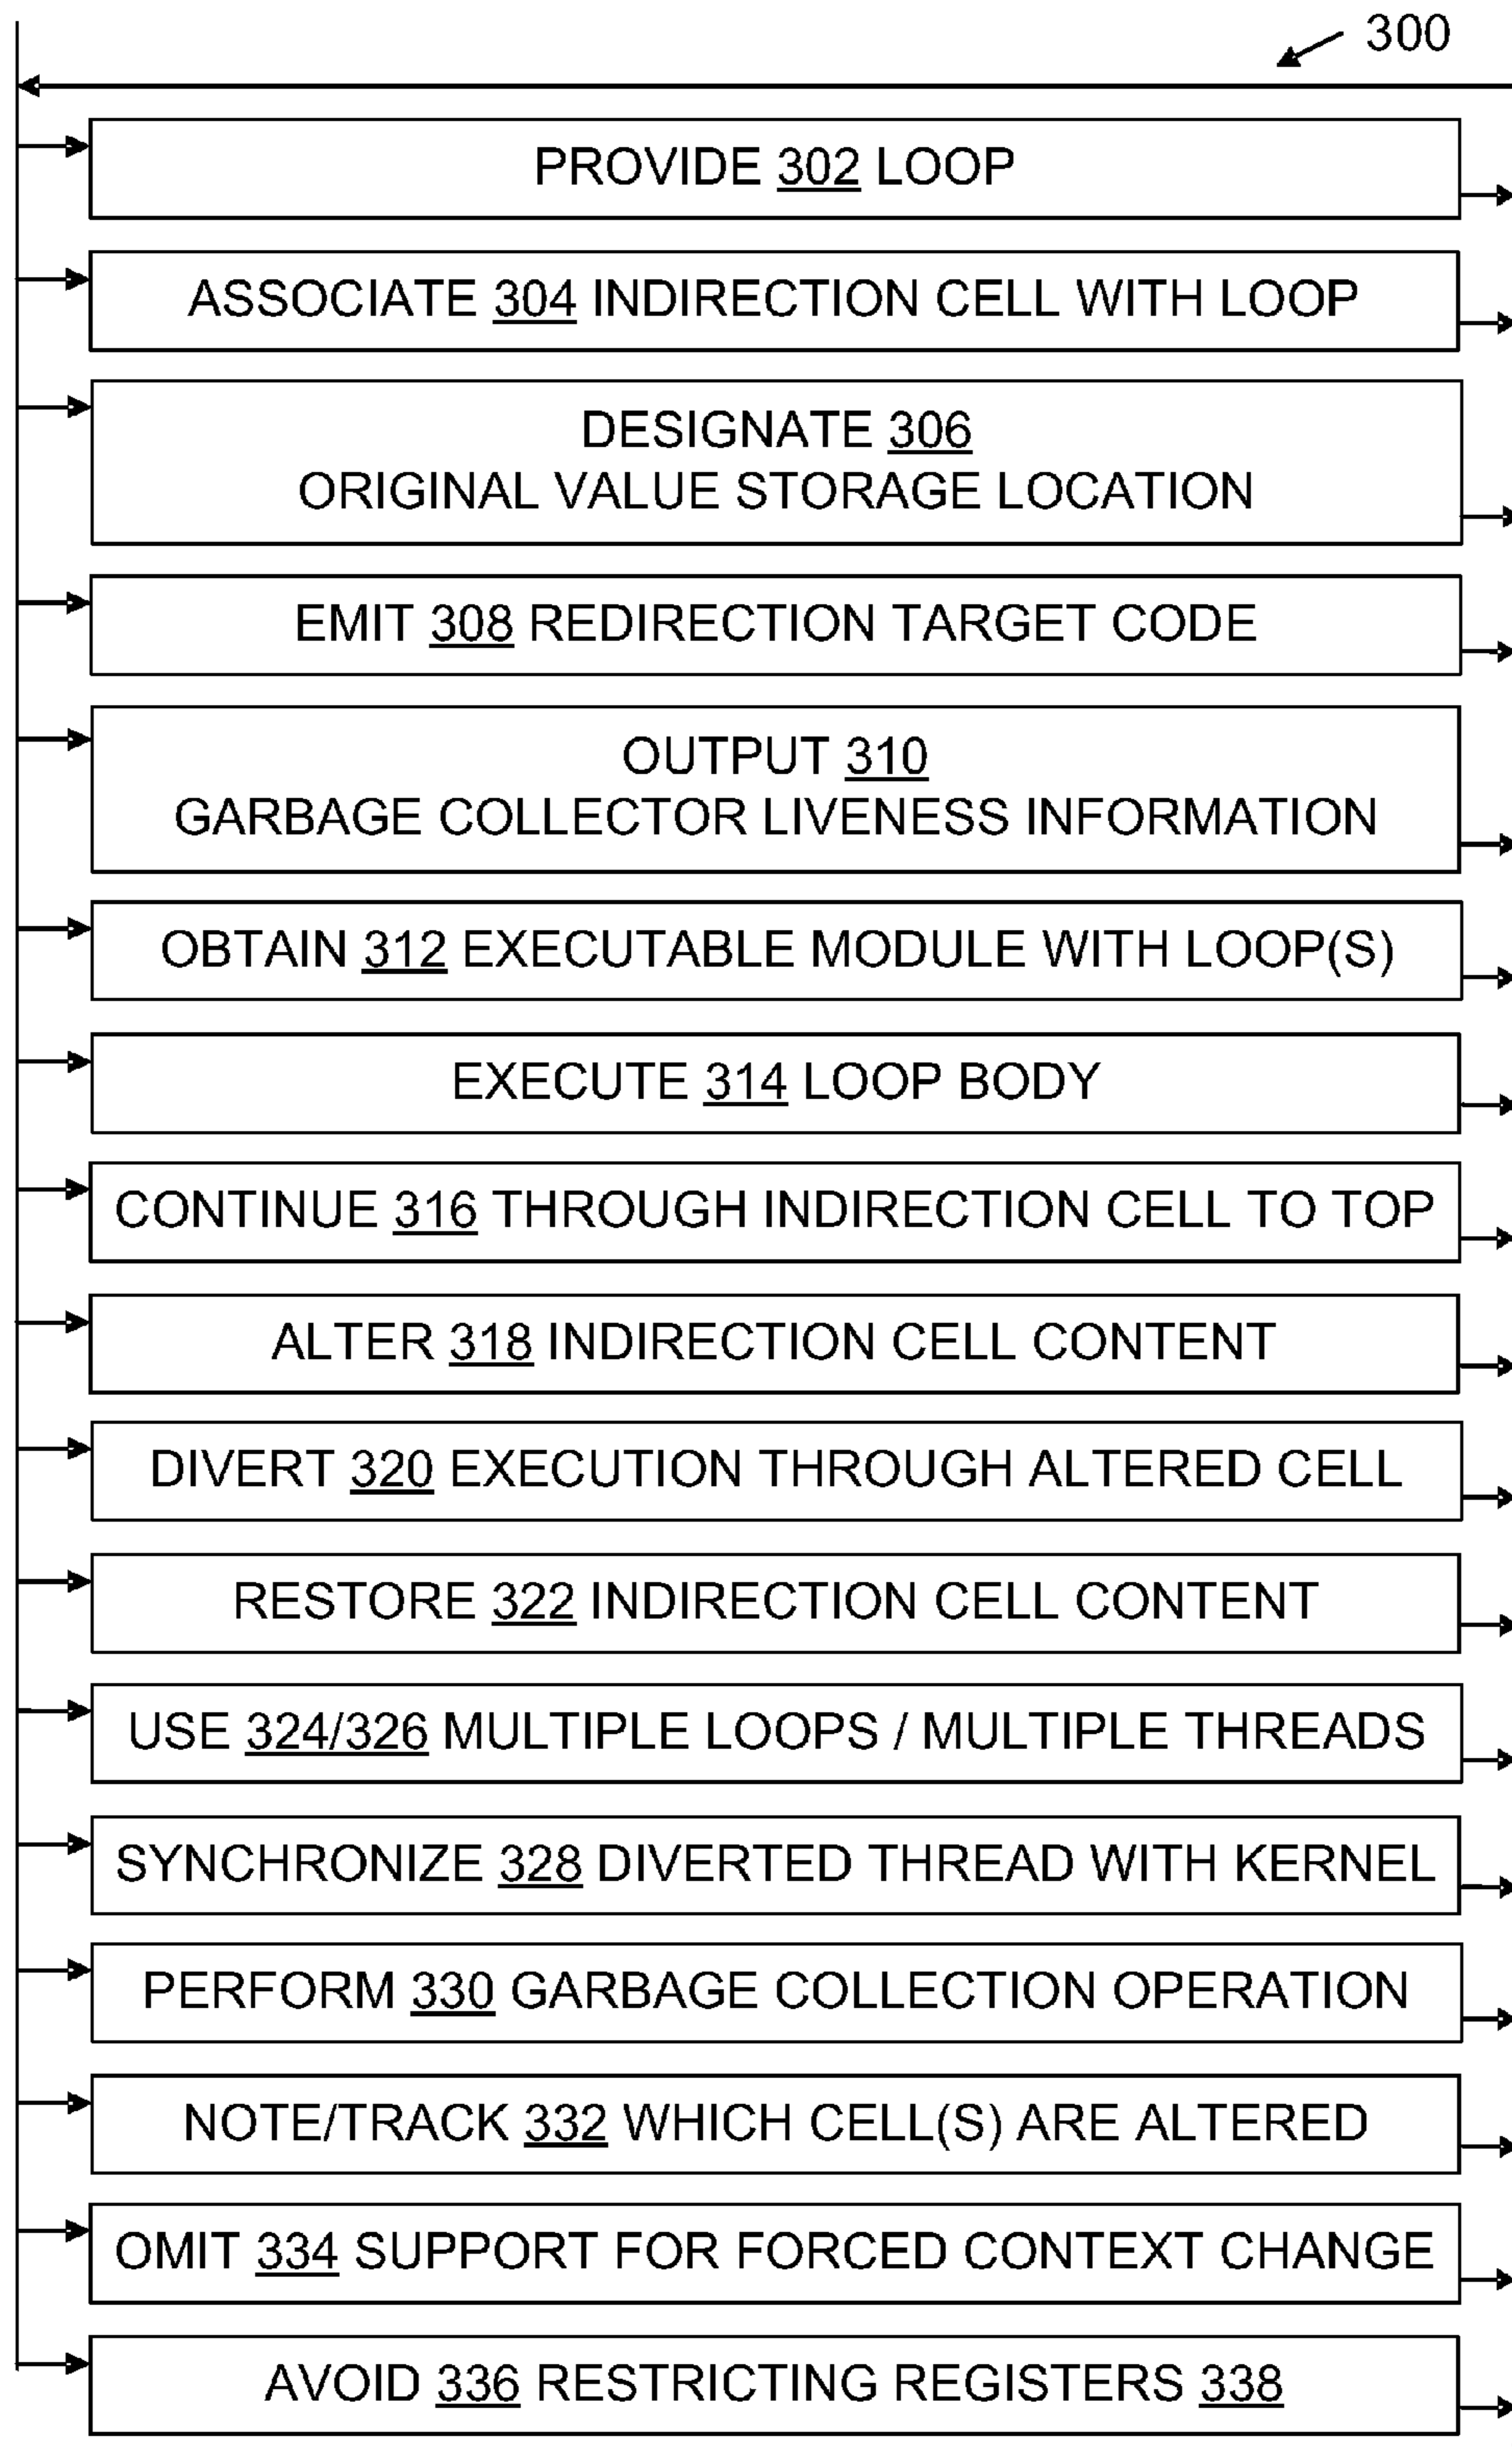 300
PROVIDE 302 LOOP
ASSOCIATE 304 INDIRECTION CELL WITH LOOP
DESIGNATE 306
ORIGINAL VALUE STORAGE LOCATION
EMIT 308 REDIRECTION TARGET CODE
OUTPUT 310
GARBAGE COLLECTOR LIVENESS INFORMATION
OBTAIN 312 EXECUTABLE MODULE WITH LOOP(S)
EXECUTE 314 LOOP BODY
CONTINUE 316 THROUGH INDIRECTION CELL TO TOP
ALTER 318 INDIRECTION CELL CONTENT
DIVERT 320 EXECUTION THROUGH ALTERED CELL
RESTORE 322 INDIRECTION CELL CONTENT
USE 324/326 MULTIPLE LOOPS / MULTIPLE THREADS
SYNCHRONIZE 328 DIVERTED THREAD WITH KERNEL
PERFORM 330 GARBAGE COLLECTION OPERATION
NOTE/TRACK 332 WHICH CELL(S) ARE ALTERED
OMIT 334 SUPPORT FOR FORCED CONTEXT CHANGE
AVOID 336 RESTRICTING REGISTERS 338